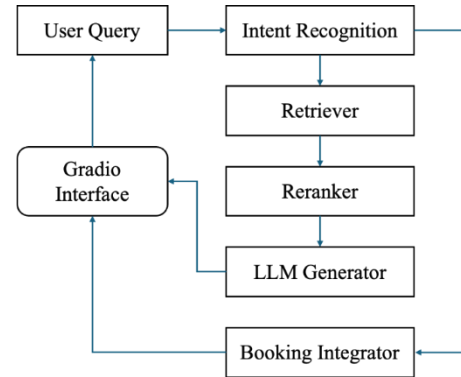 User Query
Intent Recognition
Retriever
Gradio
Interface
Reranker
LLM Generator
Booking Integrator